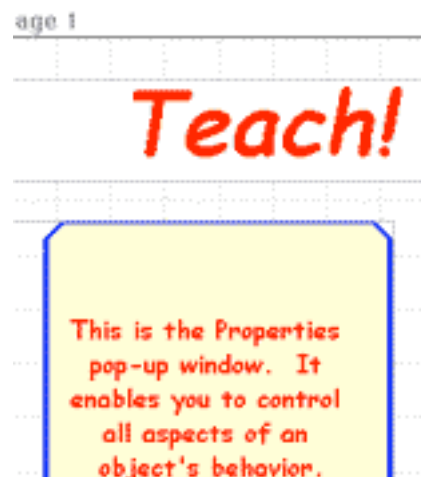 age 1
Teach!
This is the Properties
pop-up window. It
enables you to control
all aspects of an
object's behavior.